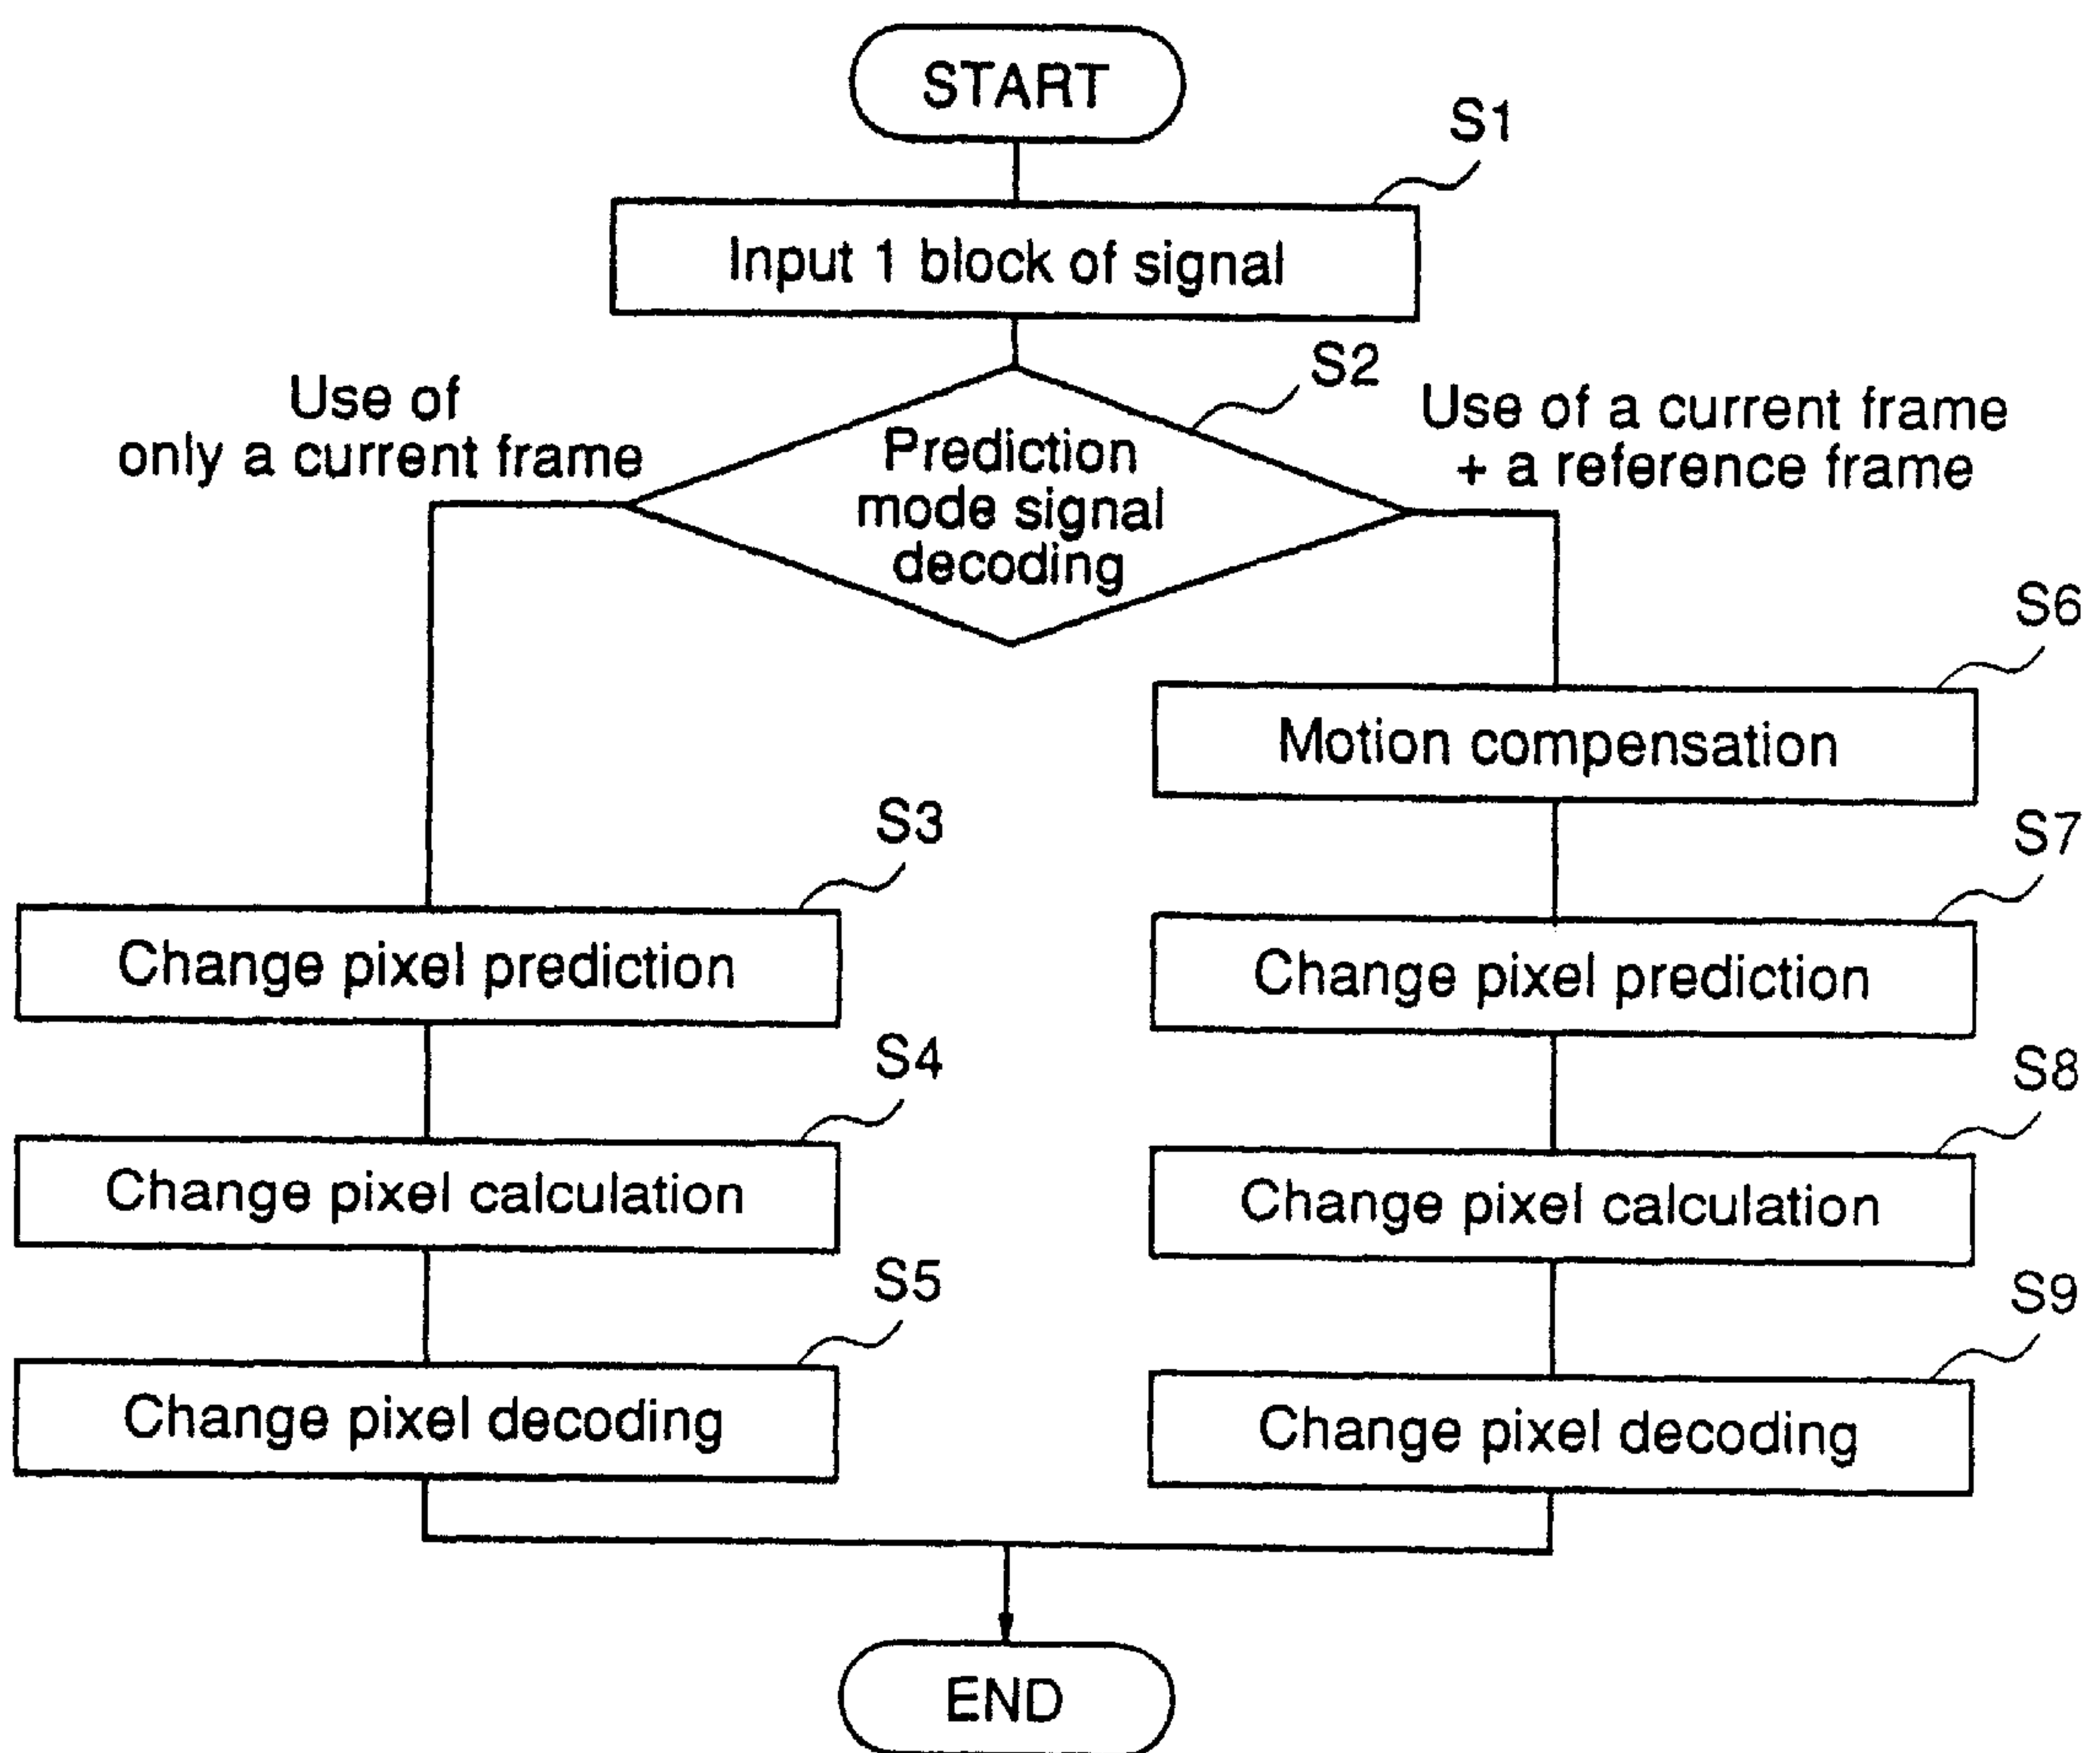 START
S1
Input 1 block of signal
S2
Use of
only a current frame
Prediction
mode signal
decoding
Use of a current frame
+ a reference frame
S6
Motion compensation
S3
Change pixel prediction
S7
Change pixel prediction
S4
Change pixel calculation
S8
Change pixel calculation
S5
Change pixel decoding
S9
Change pixel decoding
END